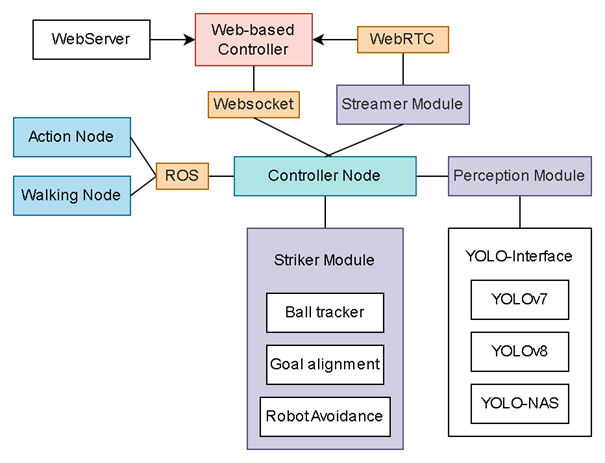 WebServer
Web-based
Controller
WebRTC
Websocket
Streamer Module
Action Node
Walking Node
ROS
Controller Node
Perception Module
Striker Module
Ball tracker
Goal alignment
Robot Avoidance
YOLO-Interface
YOLOv7
YOLOv8
YOLO-NAS